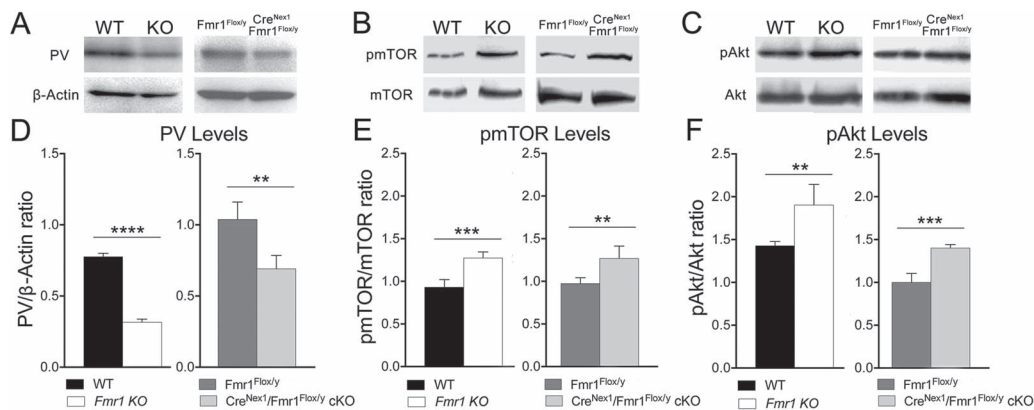 A
WT KO
Fmr1Flox/y
CreNex1
Fmr1Flox/y
PV
β-Actin
B
WT KO
Fmr1Flox/y
CreNex1
Fmr1Flox/y
pmTOR
mTOR
C
WT KO
Fmr1Flox/y
CreNex1
Fmr1Flox/y
pAkt
Akt
D
PV Levels
PV/β-Actin ratio
1.5
1.0
0.5
0.0
****
1.5
1.0
0.5
0.0
**
WT
Fmr1 KO
Fmr1Flox/y
CreNex1/Fmr1Flox/y cKO
E
pmTOR Levels
pmTOR/mTOR ratio
2.5
2.0
1.5
1.0
0.5
0.0
***
2.5
2.0
1.5
1.0
0.5
0.0
**
WT
Fmr1 KO
Fmr1Flox/y
CreNex1/Fmr1Flox/y cKO
F
pAkt Levels
pAkt/Akt ratio
2.5
2.0
1.5
1.0
0.5
0.0
**
2.5
2.0
1.5
1.0
0.5
0.0
***
WT
Fmr1 KO
Fmr1Flox/y
CreNex1/Fmr1Flox/y cKO